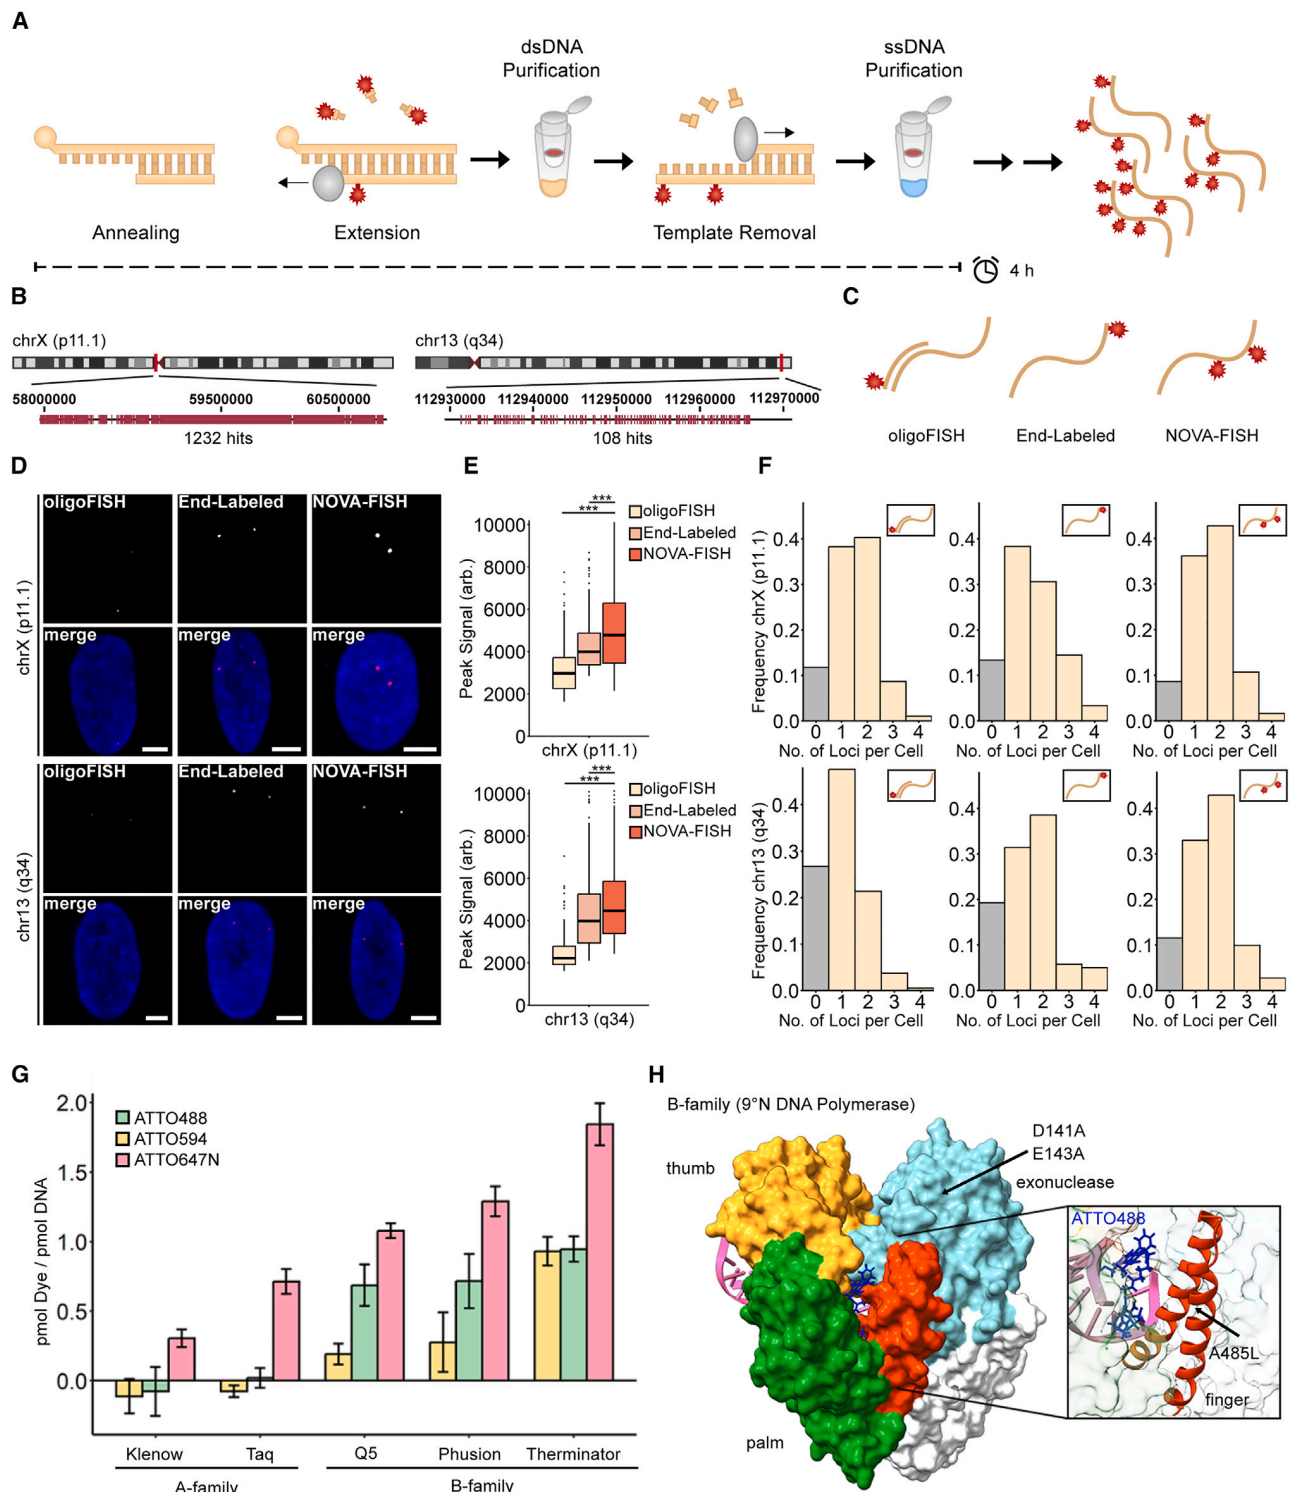 A
dsDNA
Purification
ssDNA
Purification
Annealing
Extension
Template Removal
4 h
B
chrX (p11.1)
58000000 59500000 60500000
1232 hits
chr13 (q34)
112930000 112940000 112950000 112960000 112970000
108 hits
C
oligoFISH End-Labeled NOVA-FISH
D
chrX (p11.1)
oligoFISH End-Labeled NOVA-FISH
merge merge merge
chr13 (q34)
oligoFISH End-Labeled NOVA-FISH
merge merge merge
E
Peak Signal (arb.)
10000
8000
6000
4000
2000
0
***
***
oligoFISH
End-Labeled
NOVA-FISH
chrX (p11.1)
Peak Signal (arb.)
10000
8000
6000
4000
2000
0
***
***
oligoFISH
End-Labeled
NOVA-FISH
chr13 (q34)
F
Frequency chrX (p11.1)
0.4 0.4 0.4
0.3 0.3 0.3
0.2 0.2 0.2
0.1 0.1 0.1
0.0 0.0 0.0
0 1 2 3 4 0 1 2 3 4 0 1 2 3 4
No. of Loci per Cell No. of Loci per Cell No. of Loci per Cell
Frequency chr13 (q34)
0.4 0.4 0.4
0.3 0.3 0.3
0.2 0.2 0.2
0.1 0.1 0.1
0.0 0.0 0.0
0 1 2 3 4 0 1 2 3 4 0 1 2 3 4
No. of Loci per Cell No. of Loci per Cell No. of Loci per Cell
G
pmol Dye / pmol DNA
2.0
1.5
1.0
0.5
0.0
ATTO488
ATTO594
ATTO647N
Klenow Taq Q5 Phusion Therminator
A-family B-family
H
B-family (9°N DNA Polymerase)
thumb
D141A
E143A
exonuclease
ATTO488
A485L
finger
palm